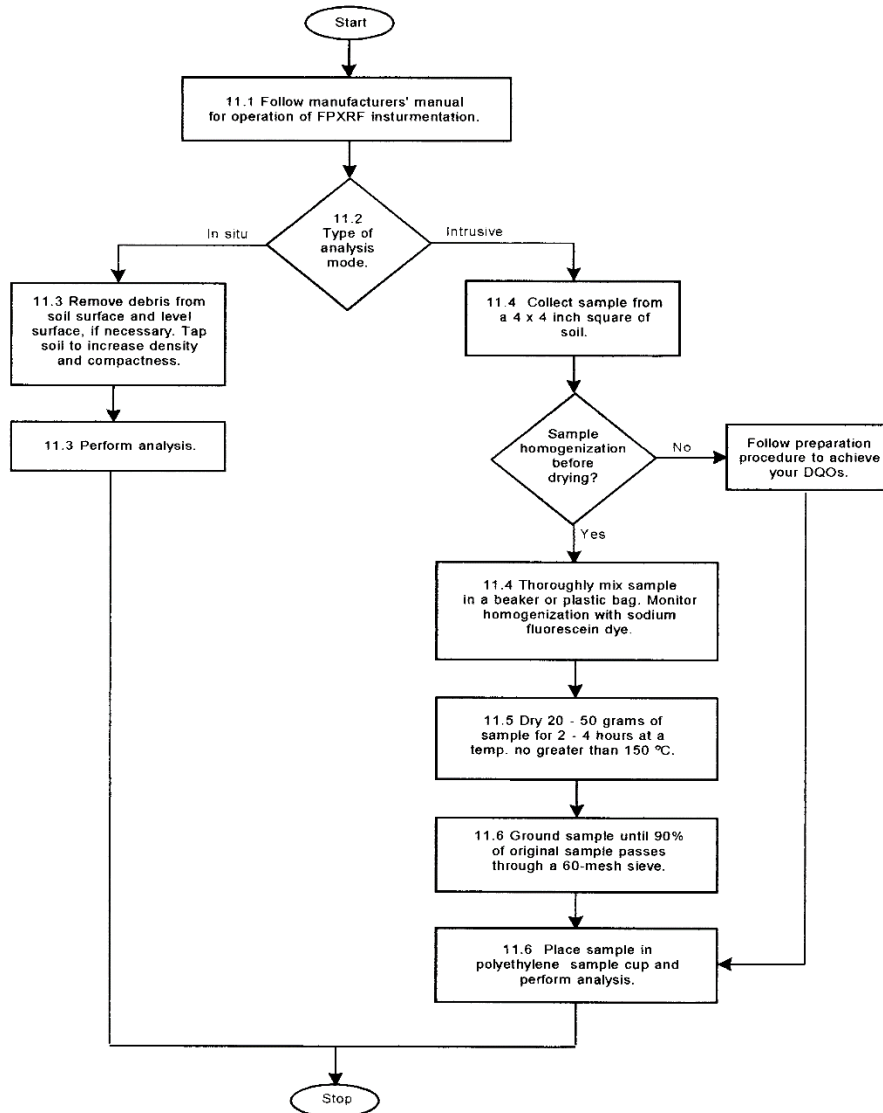 Start
11.1 Follow manufacturers' manual
for operation of FPXRF insturmentation.
11.2
Type of
analysis
mode.
In situ
Intrusive
11.3 Remove debris from
soil surface and level
surface, if necessary. Tap
soil to increase density
and compactness.
11.4 Collect sample from
a 4 x 4 inch square of
soil.
11.3 Perform analysis.
Sample
homogenization
before
drying?
No
Follow preparation
procedure to achieve
your DQOs.
Yes
11.4 Thoroughly mix sample
in a beaker or plastic bag. Monitor
homogenization with sodium
fluorescein dye.
11.5 Dry 20 - 50 grams of
sample for 2 - 4 hours at a
temp. no greater than 150 ºC.
11.6 Ground sample until 90%
of original sample passes
through a 60-mesh sieve.
11.6 Place sample in
polyethylene sample cup and
perform analysis.
Stop